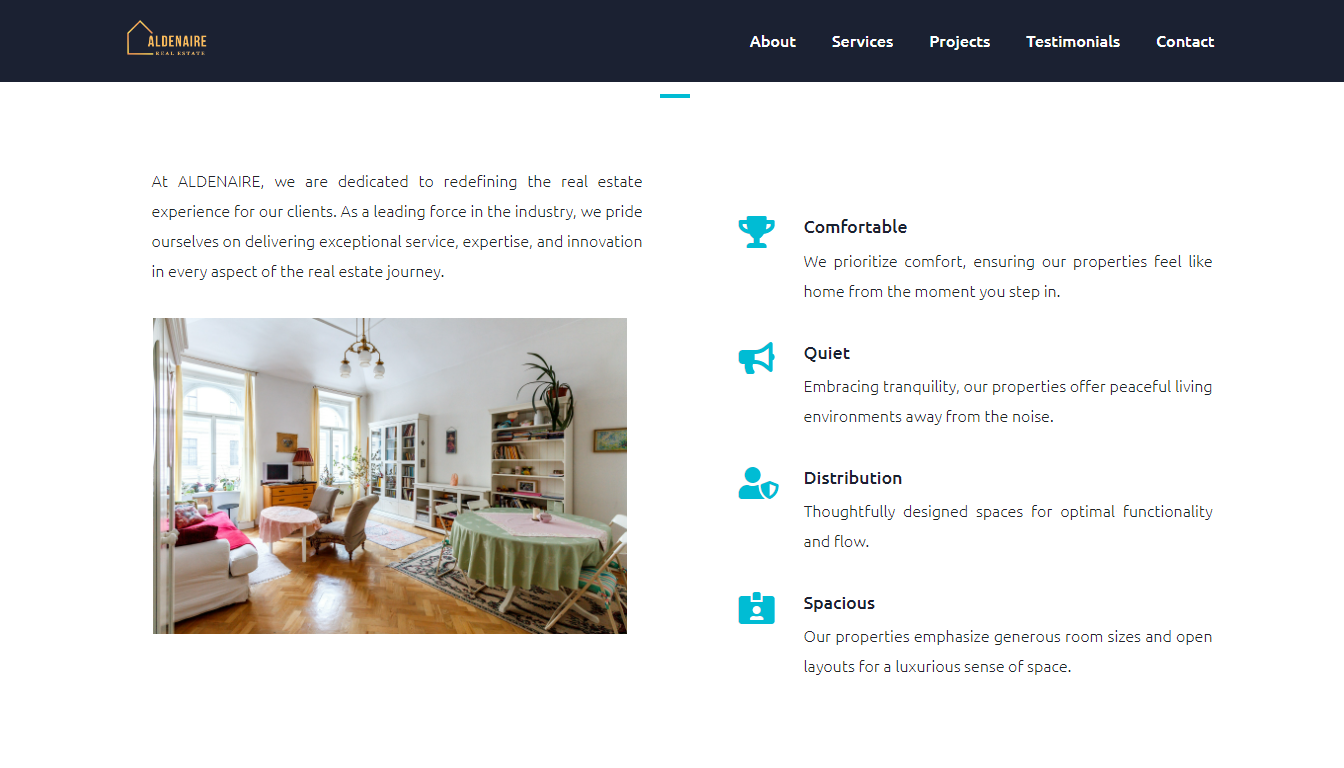 ALDENAIRE
REAL ESTATE
About
Services
Projects
Testimonials
Contact
At ALDENAIRE, we are dedicated to redefining the real estate
experience for our clients. As a leading force in the industry, we pride
ourselves on delivering exceptional service, expertise, and innovation
in every aspect of the real estate journey.
Comfortable
We prioritize comfort, ensuring our properties feel like
home from the moment you step in.
Quiet
Embracing tranquility, our properties offer peaceful living
environments away from the noise.
Distribution
Thoughtfully designed spaces for optimal functionality
and flow.
Spacious
Our properties emphasize generous room sizes and open
layouts for a luxurious sense of space.